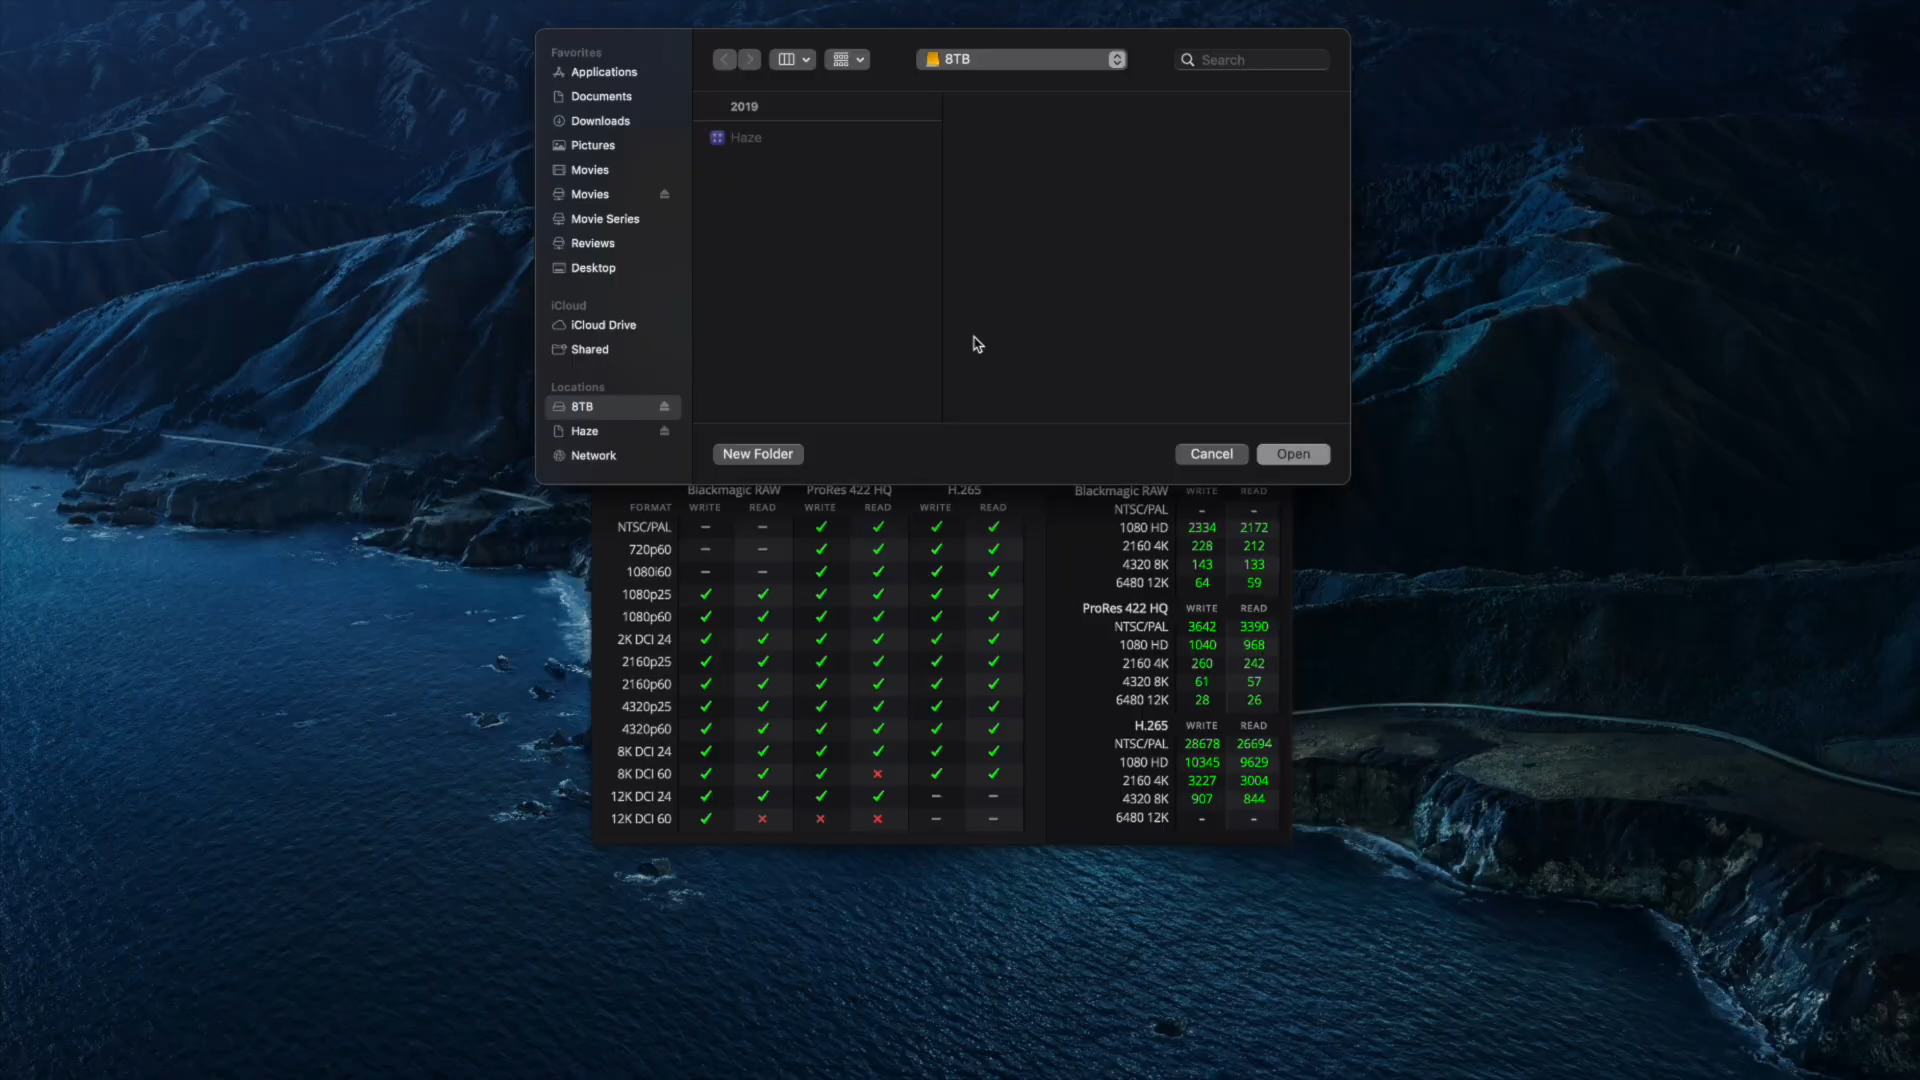 Favorites
Applications
Documents
Downloads
Pictures
Movies
Movies
Movie Series
Reviews
Desktop
iCloud
iCloud Drive
Shared
Locations
8TB
Haze
Network
8TB
Search
2019
Haze
New Folder
Cancel
Open
Blackmagic RAW ProRes 422 HQ H.265
FORMAT WRITE READ WRITE READ WRITE READ
NTSC/PAL – – ✓ ✓ ✓ ✓
720p60 – – ✓ ✓ ✓ ✓
1080i60 – – ✓ ✓ ✓ ✓
1080p25 ✓ ✓ ✓ ✓ ✓ ✓
1080p60 ✓ ✓ ✓ ✓ ✓ ✓
2K DCI 24 ✓ ✓ ✓ ✓ ✓ ✓
2160p25 ✓ ✓ ✓ ✓ ✓ ✓
2160p60 ✓ ✓ ✓ ✓ ✓ ✓
4320p25 ✓ ✓ ✓ ✓ ✓ ✓
4320p60 ✓ ✓ ✓ ✓ ✓ ✓
8K DCI 24 ✓ ✓ ✓ ✓ ✓ ✓
8K DCI 60 ✓ ✓ ✓ × ✓ ✓
12K DCI 24 ✓ ✓ ✓ ✓ – –
12K DCI 60 ✓ × × × – –
Blackmagic RAW WRITE READ
NTSC/PAL - -
1080 HD 2334 2172
2160 4K 228 212
4320 8K 143 133
6480 12K 64 59
ProRes 422 HQ WRITE READ
NTSC/PAL 3642 3390
1080 HD 1040 968
2160 4K 260 242
4320 8K 61 57
6480 12K 28 26
H.265 WRITE READ
NTSC/PAL 28678 26694
1080 HD 10345 9629
2160 4K 3227 3004
4320 8K 907 844
6480 12K - -